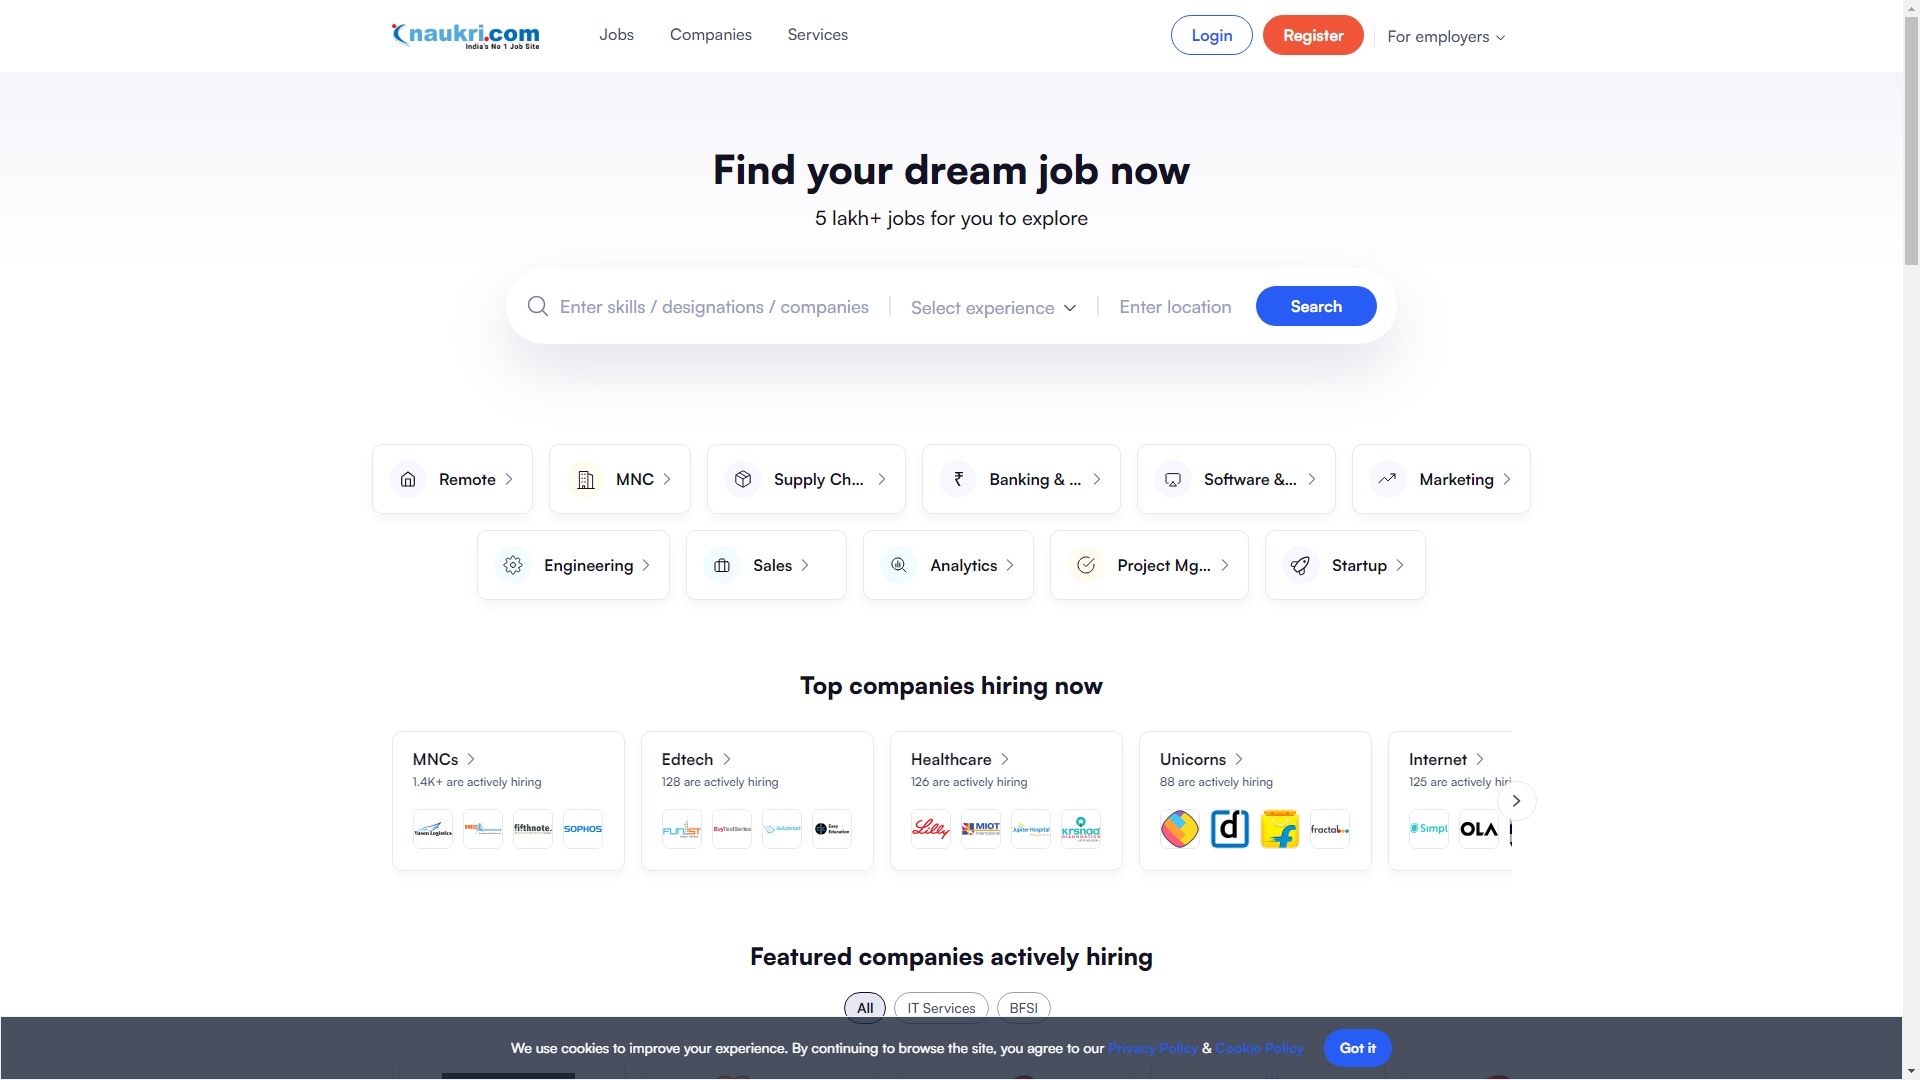 naukri.com
India's No 1 Job Site
Jobs
Companies
Services
Login
Register
For employers
Find your dream job now
5 lakh+ jobs for you to explore
Enter skills / designations / companies
Select experience
Enter location
Search
Remote
MNC
Supply Ch...
Banking & ...
Software &...
Marketing
Engineering
Sales
Analytics
Project Mg...
Startup
Top companies hiring now
MNCs
1.4K+ are actively hiring
Yusen Logistics
fifthnote.
SOPHOS
Edtech
128 are actively hiring
FUNST
BuyTestSeries
Easy Education
Healthcare
126 are actively hiring
Lilly
MIOT
International
Jupiter Hospital
krsnaa
DIAGNOSTICS
Unicorns
88 are actively hiring
d
f
fractal
Internet
125 are actively hiri
Simpl
OLA
Featured companies actively hiring
All
IT Services
BFSI
We use cookies to improve your experience. By continuing to browse the site, you agree to our Privacy Policy & Cookie Policy
Got it